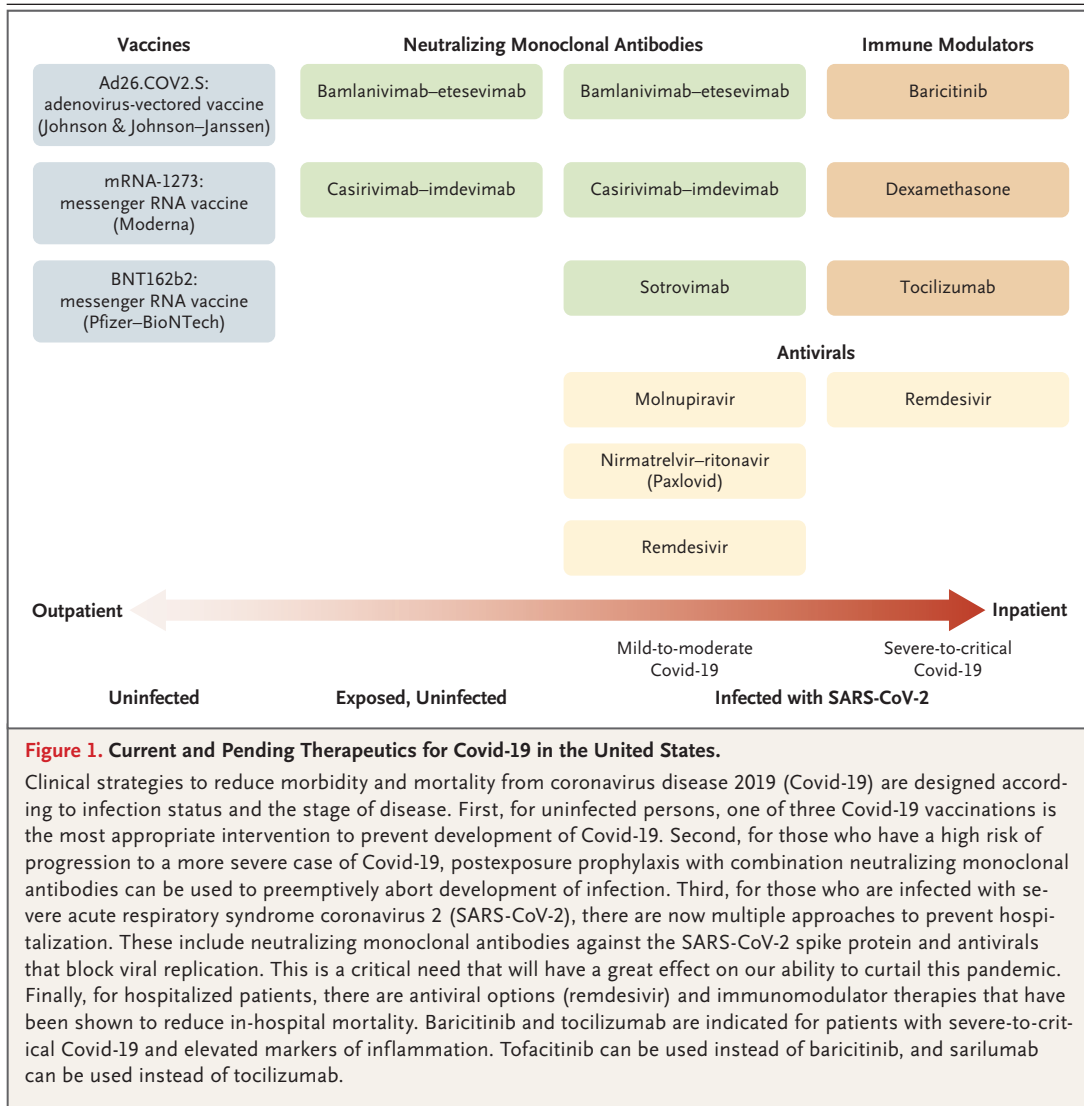 Vaccines
Neutralizing Monoclonal Antibodies
Immune Modulators
Ad26.COV2.S:
adenovirus-vectored vaccine
(Johnson & Johnson–Janssen)
Bamlanivimab–etesevimab
Bamlanivimab–etesevimab
Baricitinib
mRNA-1273:
messenger RNA vaccine
(Moderna)
Casirivimab–imdevimab
Casirivimab–imdevimab
Dexamethasone
BNT162b2:
messenger RNA vaccine
(Pfizer–BioNTech)
Sotrovimab
Tocilizumab
Antivirals
Molnupiravir
Remdesivir
Nirmatrelvir–ritonavir
(Paxlovid)
Remdesivir
Outpatient
Inpatient
Mild-to-moderate
Covid-19
Severe-to-critical
Covid-19
Uninfected
Exposed, Uninfected
Infected with SARS-CoV-2
Figure 1. Current and Pending Therapeutics for Covid-19 in the United States.
Clinical strategies to reduce morbidity and mortality from coronavirus disease 2019 (Covid-19) are designed accord-
ing to infection status and the stage of disease. First, for uninfected persons, one of three Covid-19 vaccinations is
the most appropriate intervention to prevent development of Covid-19. Second, for those who have a high risk of
progression to a more severe case of Covid-19, postexposure prophylaxis with combination neutralizing monoclonal
antibodies can be used to preemptively abort development of infection. Third, for those who are infected with se-
vere acute respiratory syndrome coronavirus 2 (SARS-CoV-2), there are now multiple approaches to prevent hospi-
talization. These include neutralizing monoclonal antibodies against the SARS-CoV-2 spike protein and antivirals
that block viral replication. This is a critical need that will have a great effect on our ability to curtail this pandemic.
Finally, for hospitalized patients, there are antiviral options (remdesivir) and immunomodulator therapies that have
been shown to reduce in-hospital mortality. Baricitinib and tocilizumab are indicated for patients with severe-to-crit-
ical Covid-19 and elevated markers of inflammation. Tofacitinib can be used instead of baricitinib, and sarilumab
can be used instead of tocilizumab.